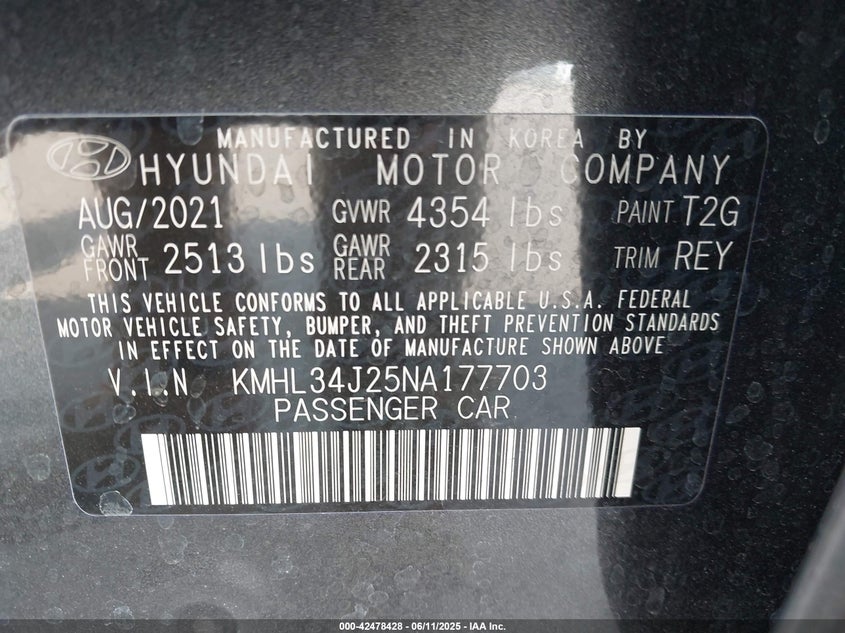 MANUFACTURED IN KOREA BY
HYUNDAI MOTOR COMPANY
AUG/2021 GVWR 4354 lbs PAINT T2G
GAWR FRONT 2513 lbs GAWR REAR 2315 lbs TRIM REY
THIS VEHICLE CONFORMS TO ALL APPLICABLE U.S.A. FEDERAL
MOTOR VEHICLE SAFETY, BUMPER, AND THEFT PREVENTION STANDARDS
IN EFFECT ON THE DATE OF MANUFACTURE SHOWN ABOVE
V.I.N KMHL34J25NA177703
PASSENGER CAR
000-42478428 - 06/11/2025 - IAA Inc.